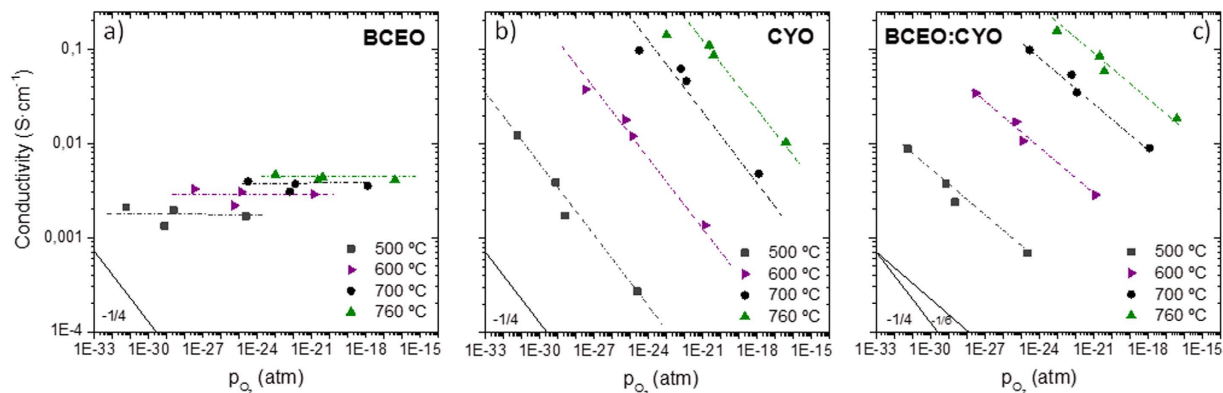 a) BCEO
b) CYO
BCEO:CYO c)
Conductivity (S·cm⁻¹)
0,1
0,01
0,001
1E-4
-1/4
500 ºC
600 ºC
700 ºC
760 ºC
-1/4
500 ºC
600 ºC
700 ºC
760 ºC
-1/4 -1/6
500 ºC
600 ºC
700 ºC
760 ºC
1E-33 1E-30 1E-27 1E-24 1E-21 1E-18 1E-15
1E-33 1E-30 1E-27 1E-24 1E-21 1E-18 1E-15
1E-33 1E-30 1E-27 1E-24 1E-21 1E-18 1E-15
pO₂ (atm)
pO₂ (atm)
pO₂ (atm)